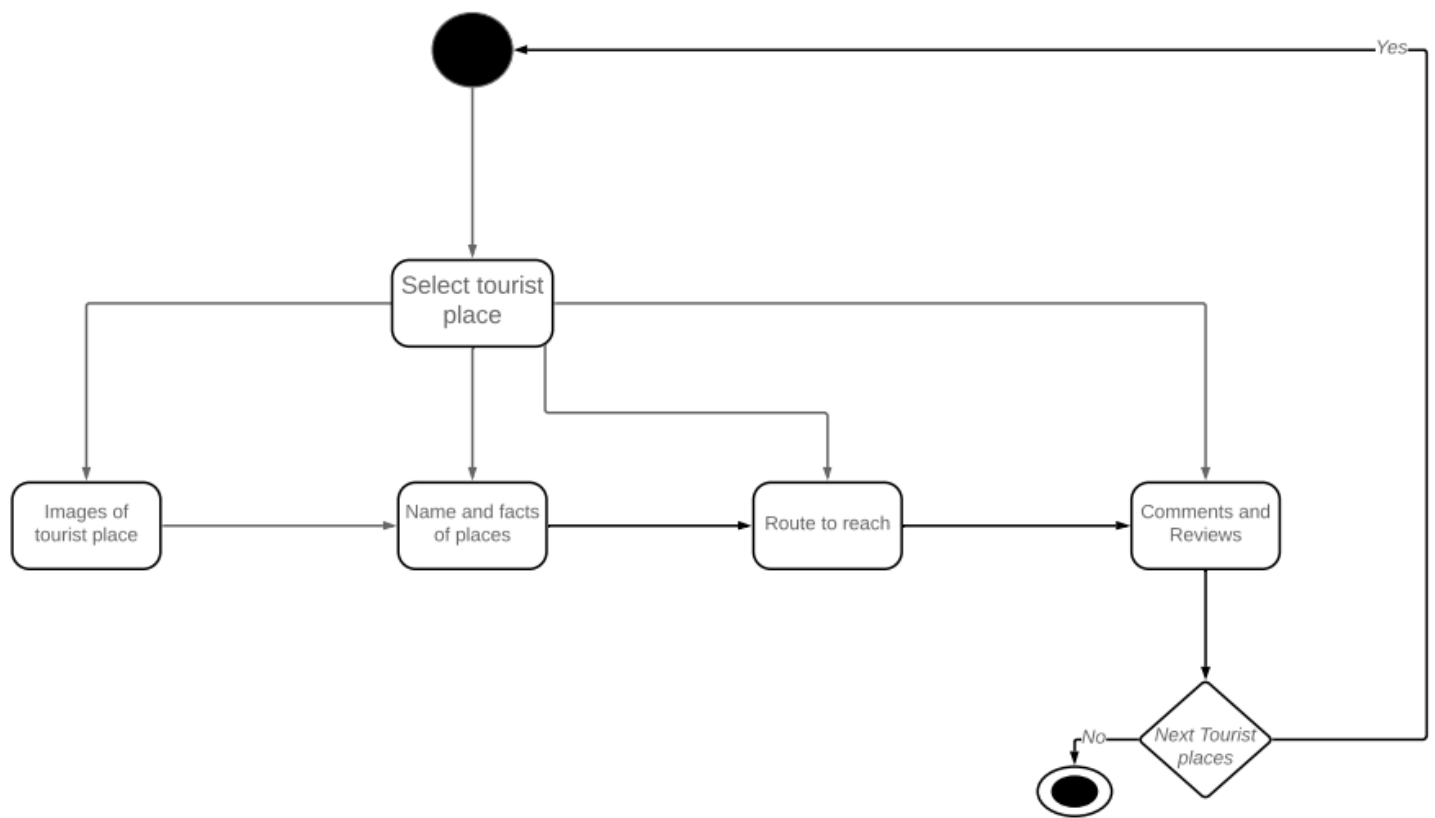 Yes
Select tourist
place
Images of
tourist place
Name and facts
of places
Route to reach
Comments and
Reviews
No
Next Tourist
places